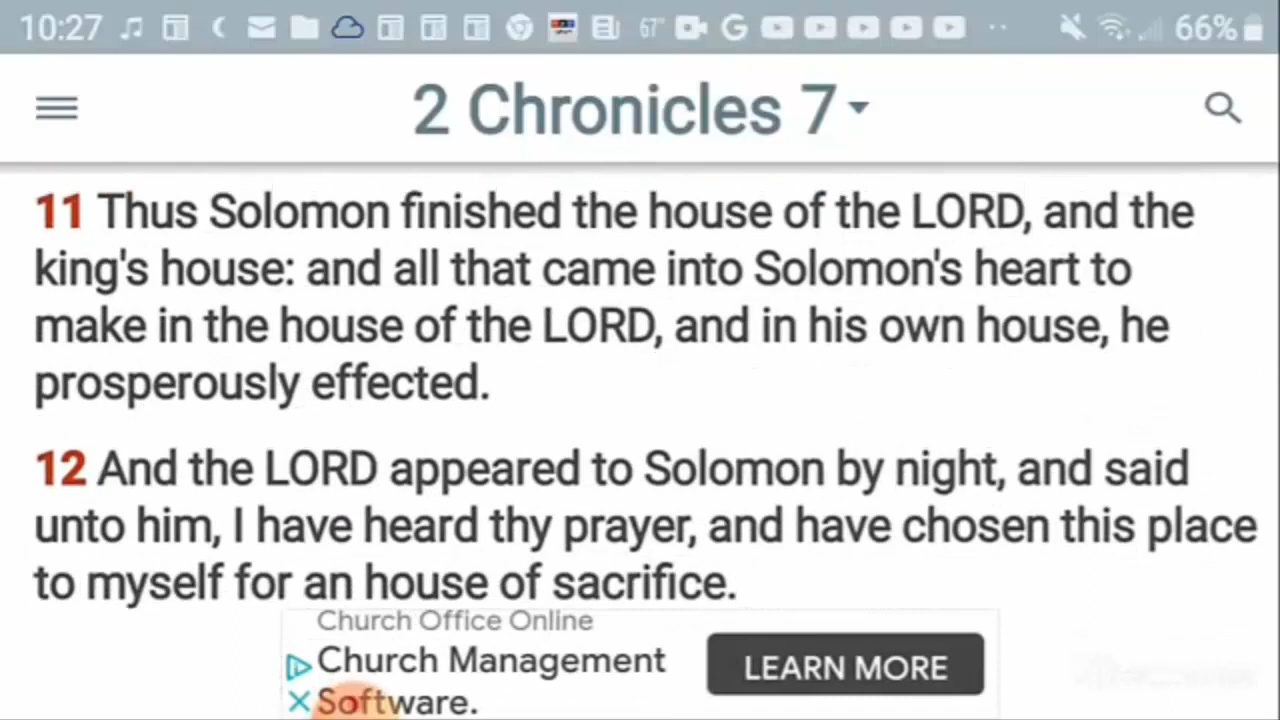 10:27 67° 66%
2 Chronicles 7
11 Thus Solomon finished the house of the LORD, and the
king's house: and all that came into Solomon's heart to
make in the house of the LORD, and in his own house, he
prosperously effected.
12 And the LORD appeared to Solomon by night, and said
unto him, I have heard thy prayer, and have chosen this place
to myself for an house of sacrifice.
Church Office Online
Church Management
Software.
LEARN MORE